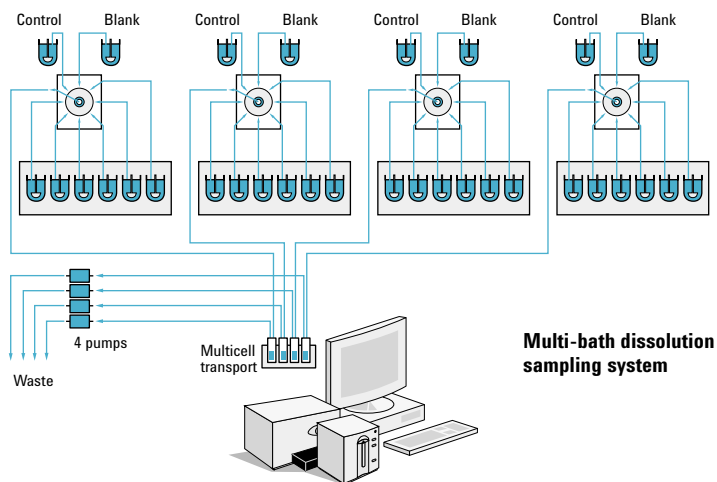 Control Blank Control Blank Control Blank Control Blank
4 pumps
Waste
Multicell
transport
Multi-bath dissolution
sampling system